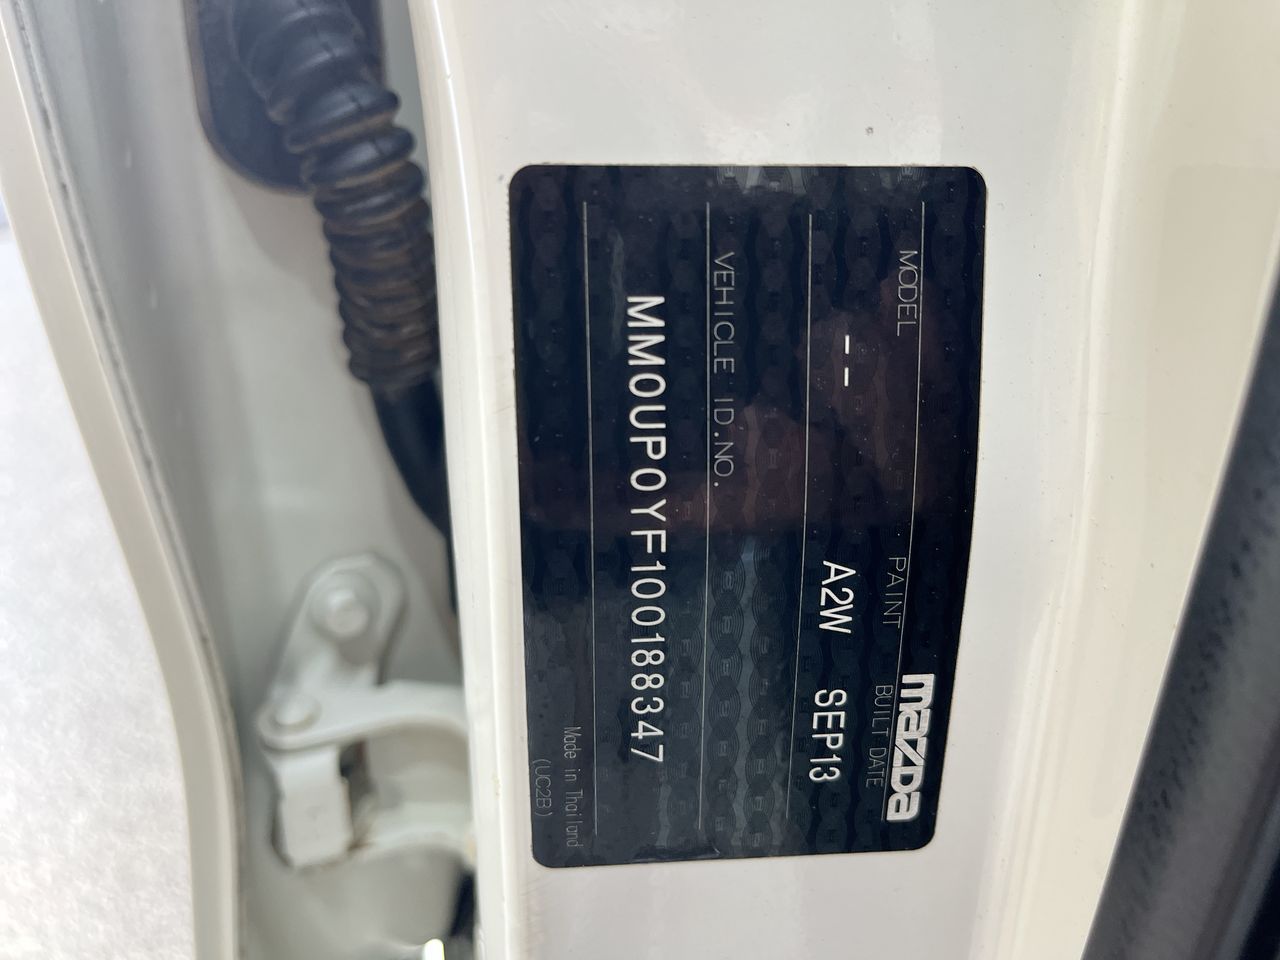 mazda
MODEL PAINT BUILT DATE
-- A2W SEP13
VEHICLE ID.NO.
MM0UP0YF100188347
Made in Thailand
(UC2B)